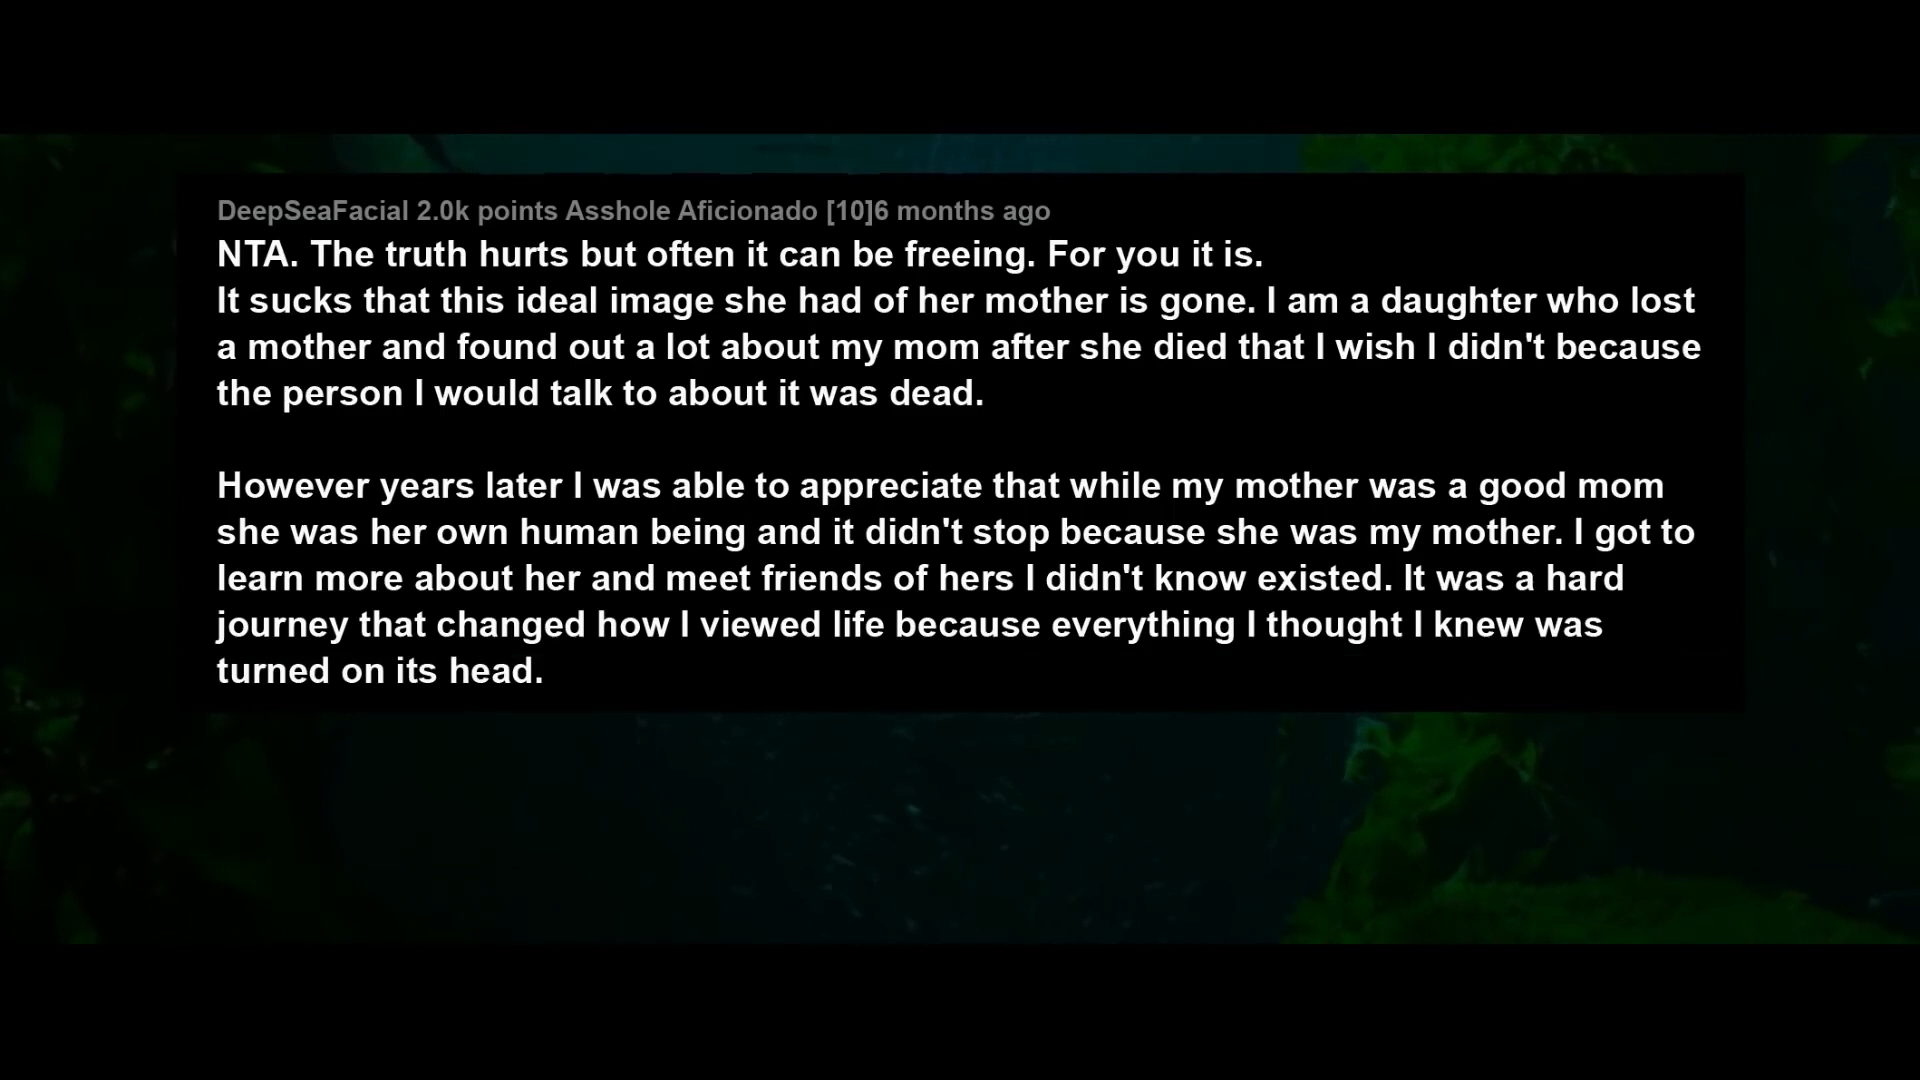 DeepSeaFacial 2.0k points Asshole Aficionado [10]6 months ago
NTA. The truth hurts but often it can be freeing. For you it is.
It sucks that this ideal image she had of her mother is gone. I am a daughter who lost
a mother and found out a lot about my mom after she died that I wish I didn't because
the person I would talk to about it was dead.
However years later I was able to appreciate that while my mother was a good mom
she was her own human being and it didn't stop because she was my mother. I got to
learn more about her and meet friends of hers I didn't know existed. It was a hard
journey that changed how I viewed life because everything I thought I knew was
turned on its head.